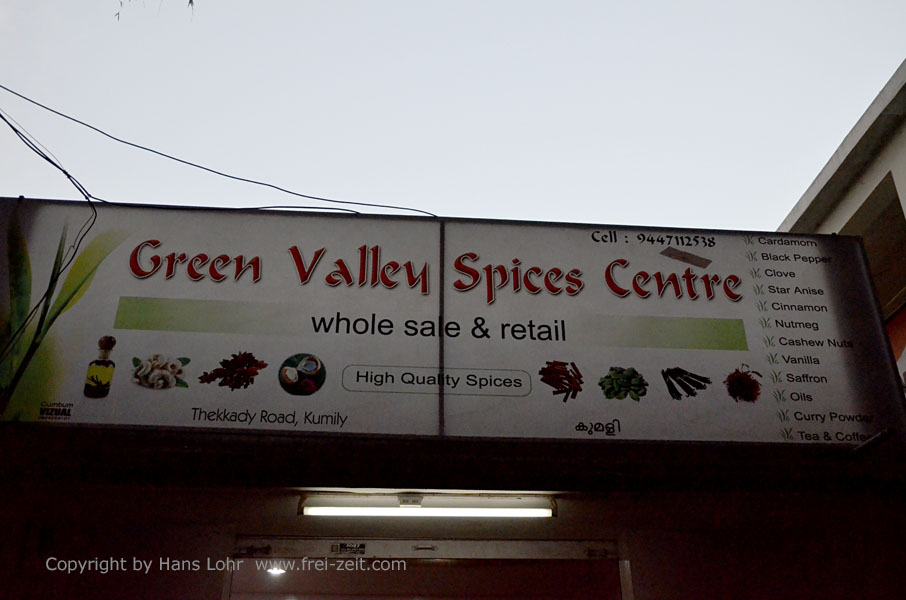 Green Valley Spices Centre
Cell : 9447112538
whole sale & retail
High Quality Spices
Thekkady Road, Kumily
കുമളി
Cardamom
Black Pepper
Clove
Star Anise
Cinnamon
Nutmeg
Cashew Nuts
Vanilla
Saffron
Oils
Curry Powder
Tea & Coffee
Cumbum
VIZUAL
Copyright by Hans Lohr www.frei-zeit.com